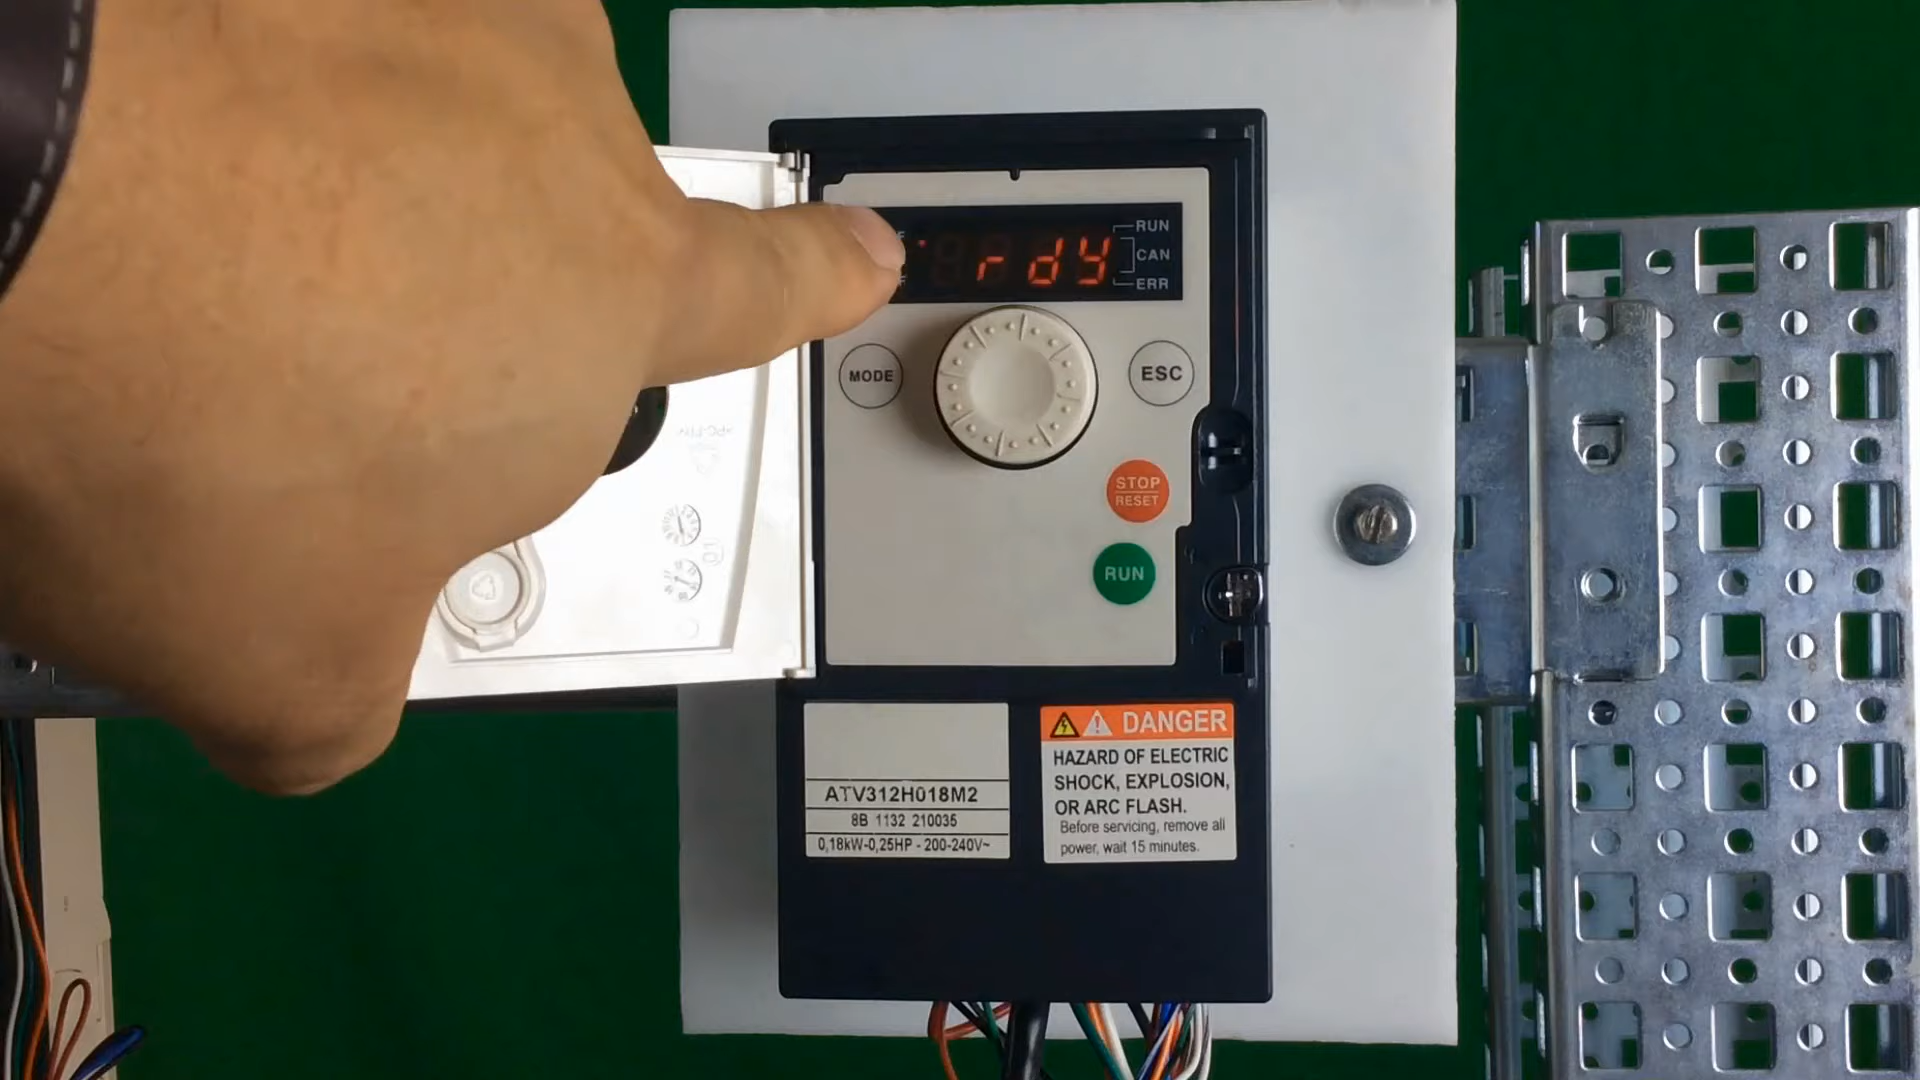 RUN
rdY
CAN
ERR
MODE
ESC
STOP
RESET
RUN
DANGER
HAZARD OF ELECTRIC
SHOCK, EXPLOSION,
OR ARC FLASH.
Before servicing, remove all
power, wait 15 minutes.
ATV312H018M2
8B 1132 210035
0,18kW-0,25HP - 200-240V~